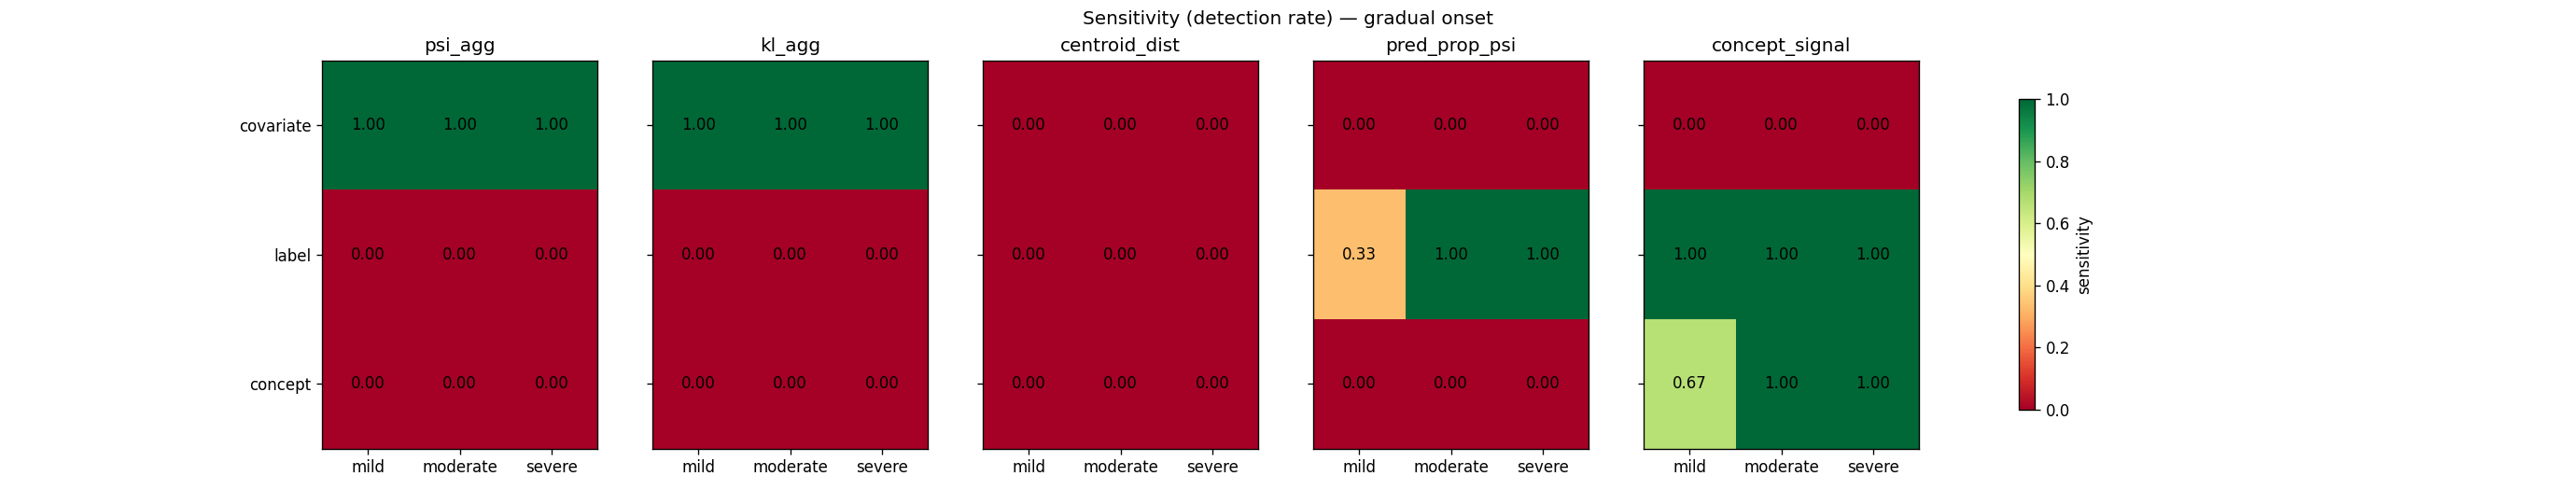 Sensitivity (detection rate) — gradual onset
psi_agg kl_agg centroid_dist pred_prop_psi concept_signal
covariate 1.00 1.00 1.00 1.00 1.00 1.00 0.00 0.00 0.00 0.00 0.00 0.00 0.00 0.00 0.00
label 0.00 0.00 0.00 0.00 0.00 0.00 0.00 0.00 0.00 0.33 1.00 1.00 1.00 1.00 1.00
concept 0.00 0.00 0.00 0.00 0.00 0.00 0.00 0.00 0.00 0.00 0.00 0.00 0.67 1.00 1.00
mild moderate severe mild moderate severe mild moderate severe mild moderate severe mild moderate severe
1.0
0.8
0.6
0.4
0.2
0.0
sensitivity